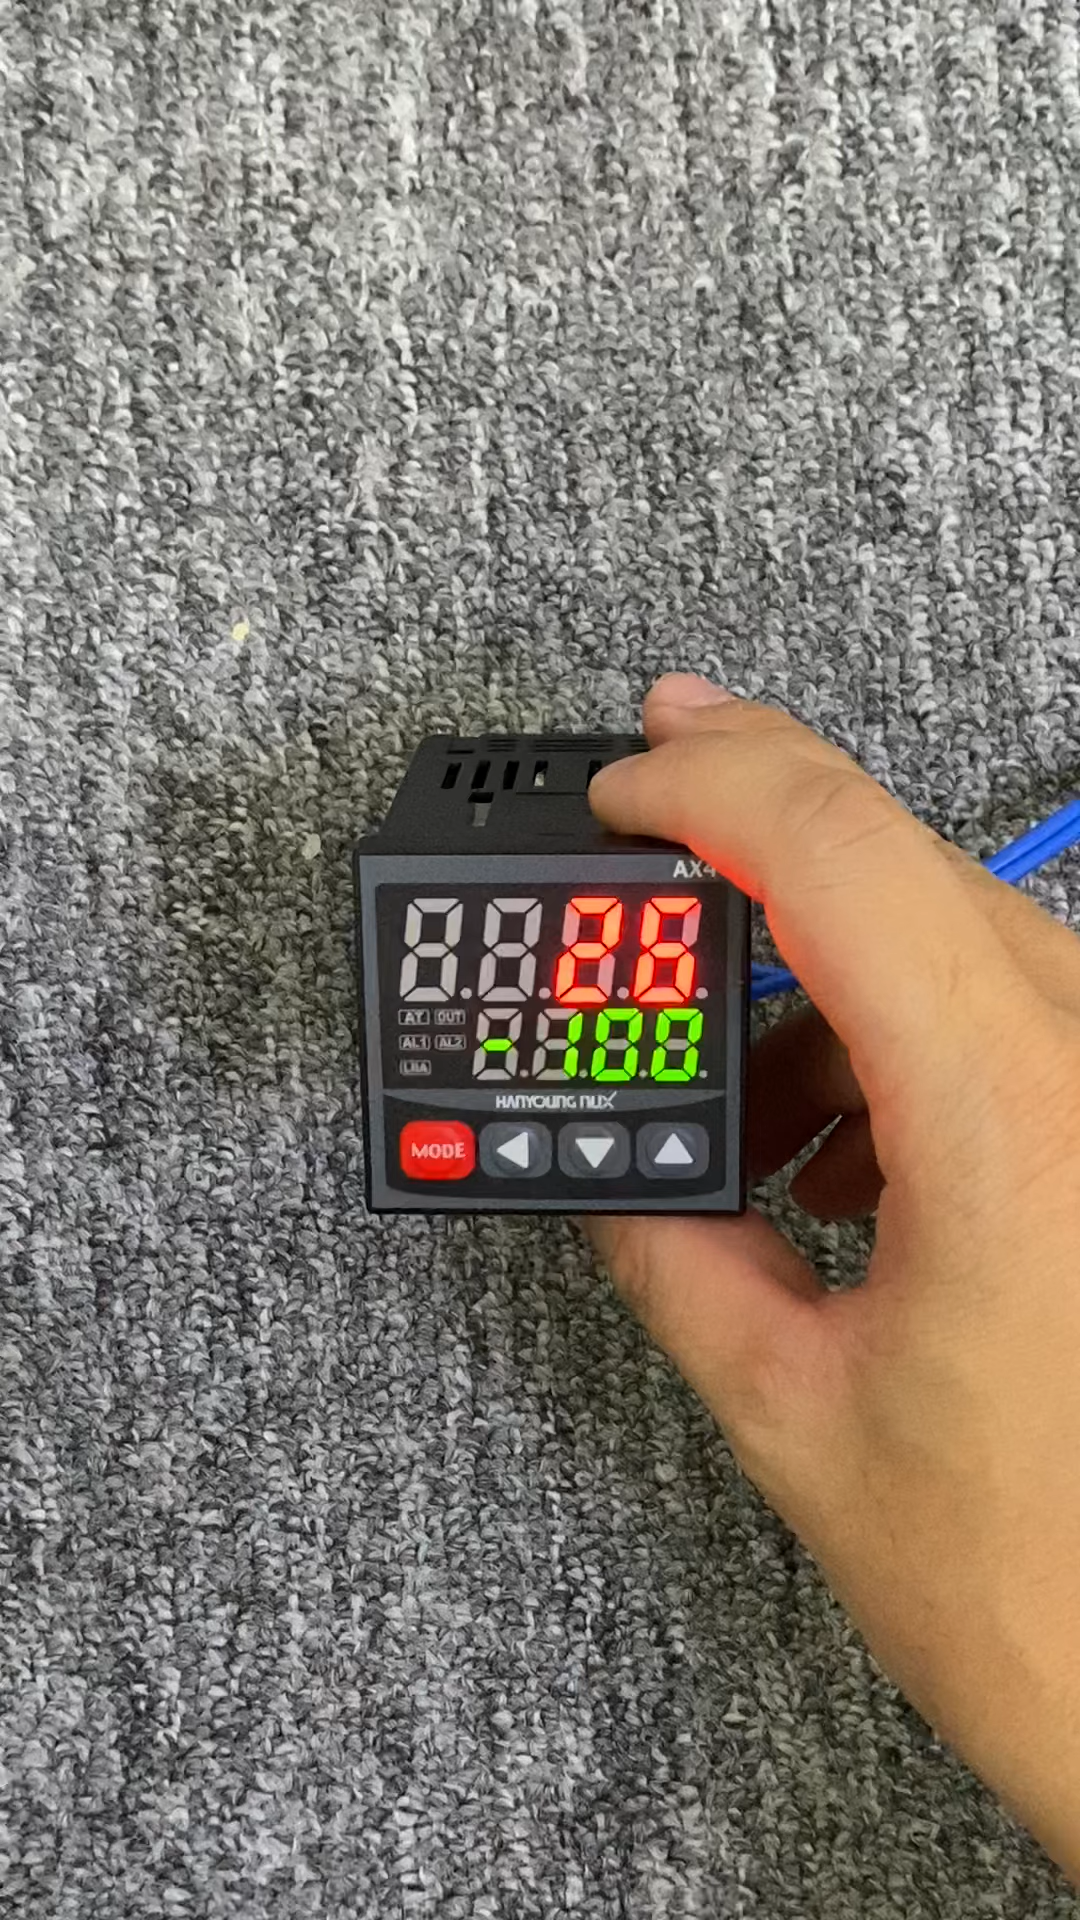 AX4
26
AT OUT
-100
AL1 AL2
LBA
HANYOUNG NUX
MODE